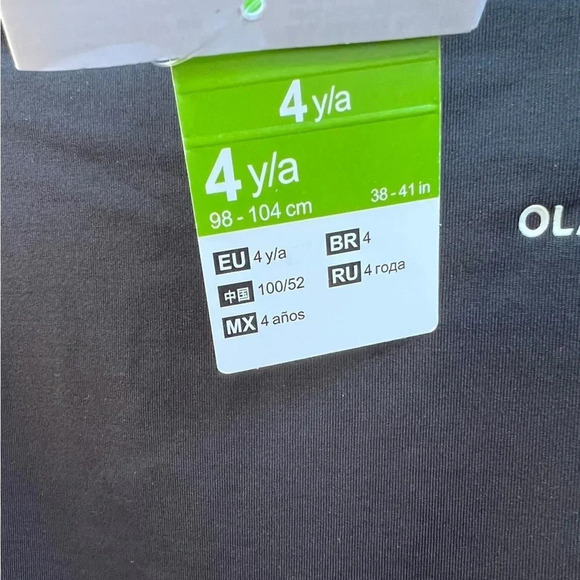 4 y/a
4 y/a
98 - 104 cm 38 - 41 in
EU 4 y/a BR 4
中国 100/52 RU 4 года
MX 4 años
OLA